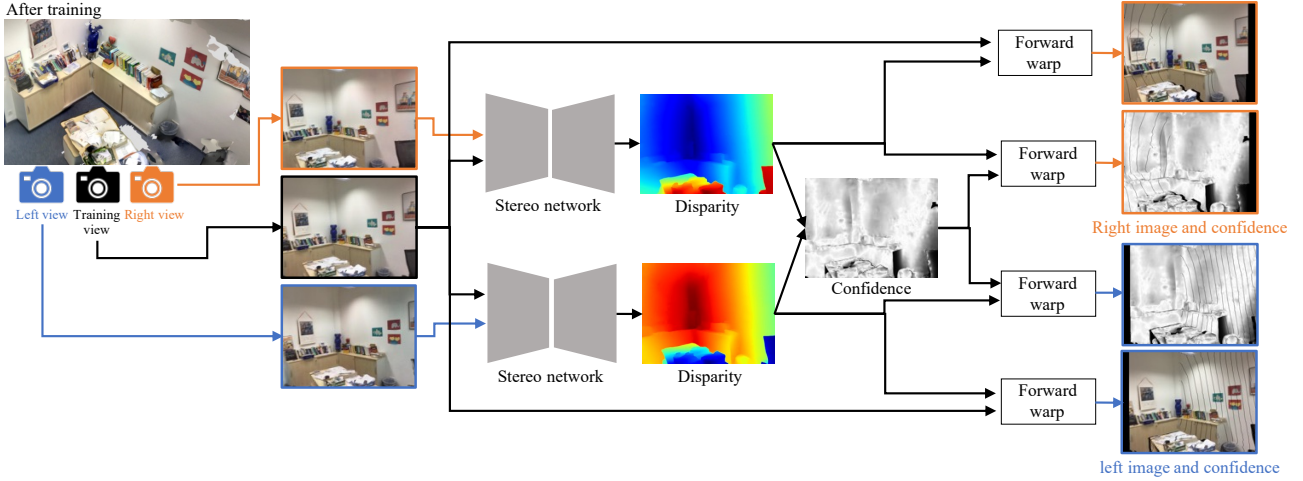 After training
Left view
Training
view
Right view
Stereo network
Disparity
Stereo network
Disparity
Confidence
Forward
warp
Forward
warp
Right image and confidence
Forward
warp
Forward
warp
left image and confidence